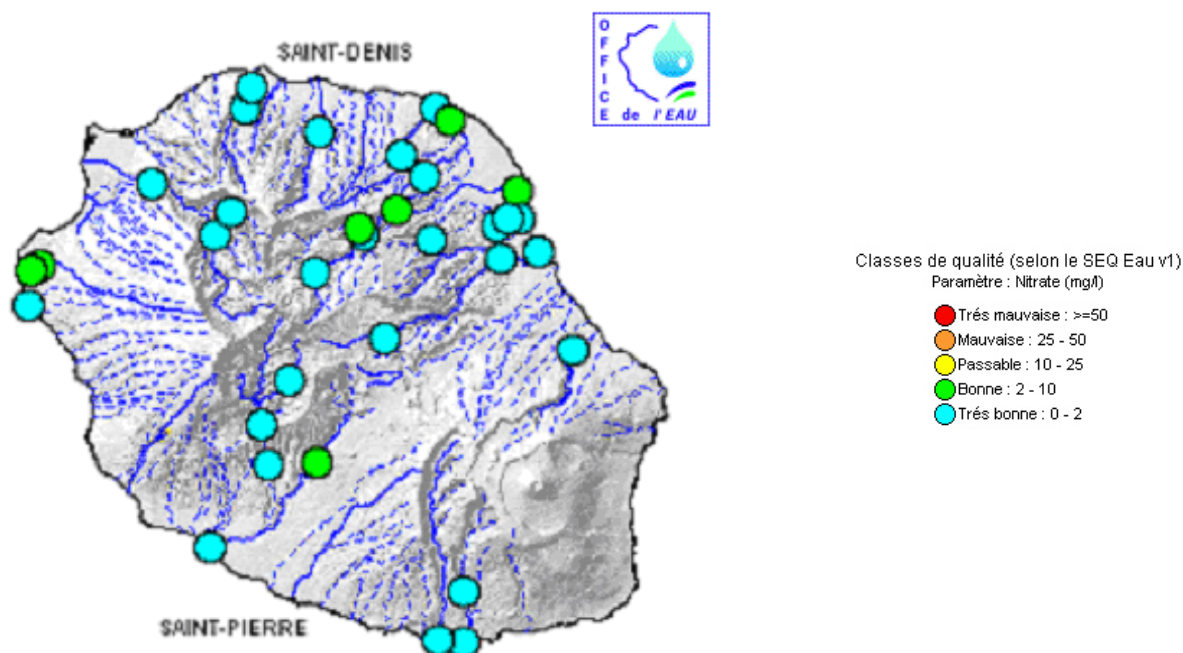 SAINT-DENIS
OFFICE
de l'EAU
Classes de qualité (selon le SEQ Eau v1)
Paramètre : Nitrate (mg/l)
Trés mauvaise : >=50
Mauvaise : 25 - 50
Passable : 10 - 25
Bonne : 2 - 10
Trés bonne : 0 - 2
SAINT-PIERRE